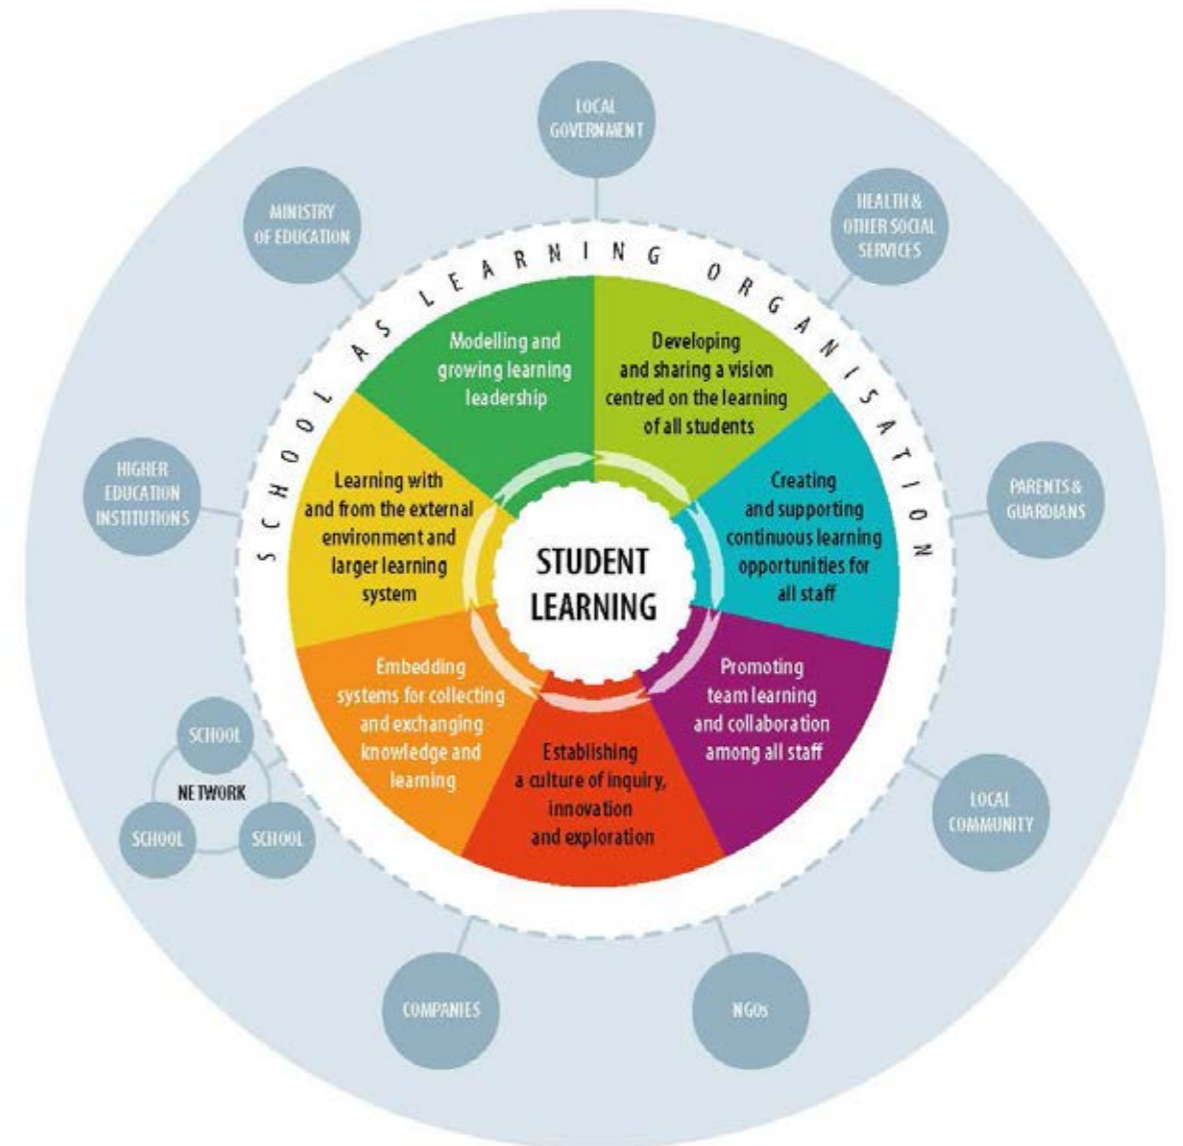 LOCAL
GOVERNMENT
HEALTH &
OTHER SOCIAL
SERVICES
PARENTS &
GUARDIANS
LOCAL
COMMUNITY
NGOs
COMPANIES
SCHOOL
NETWORK
SCHOOL
SCHOOL
HIGHER
EDUCATION
INSTITUTIONS
MINISTRY
OF EDUCATION
SCHOOL AS LEARNING ORGANISATION
Developing
and sharing a vision
centred on the learning
of all students
Creating
and supporting
continuous learning
opportunities for
all staff
Promoting
team learning
and collaboration
among all staff
Establishing
a culture of inquiry,
innovation
and exploration
Embedding
systems for collecting
and exchanging
knowledge and
learning
Learning with
and from the external
environment and
larger learning
system
Modelling and
growing learning
leadership
STUDENT
LEARNING